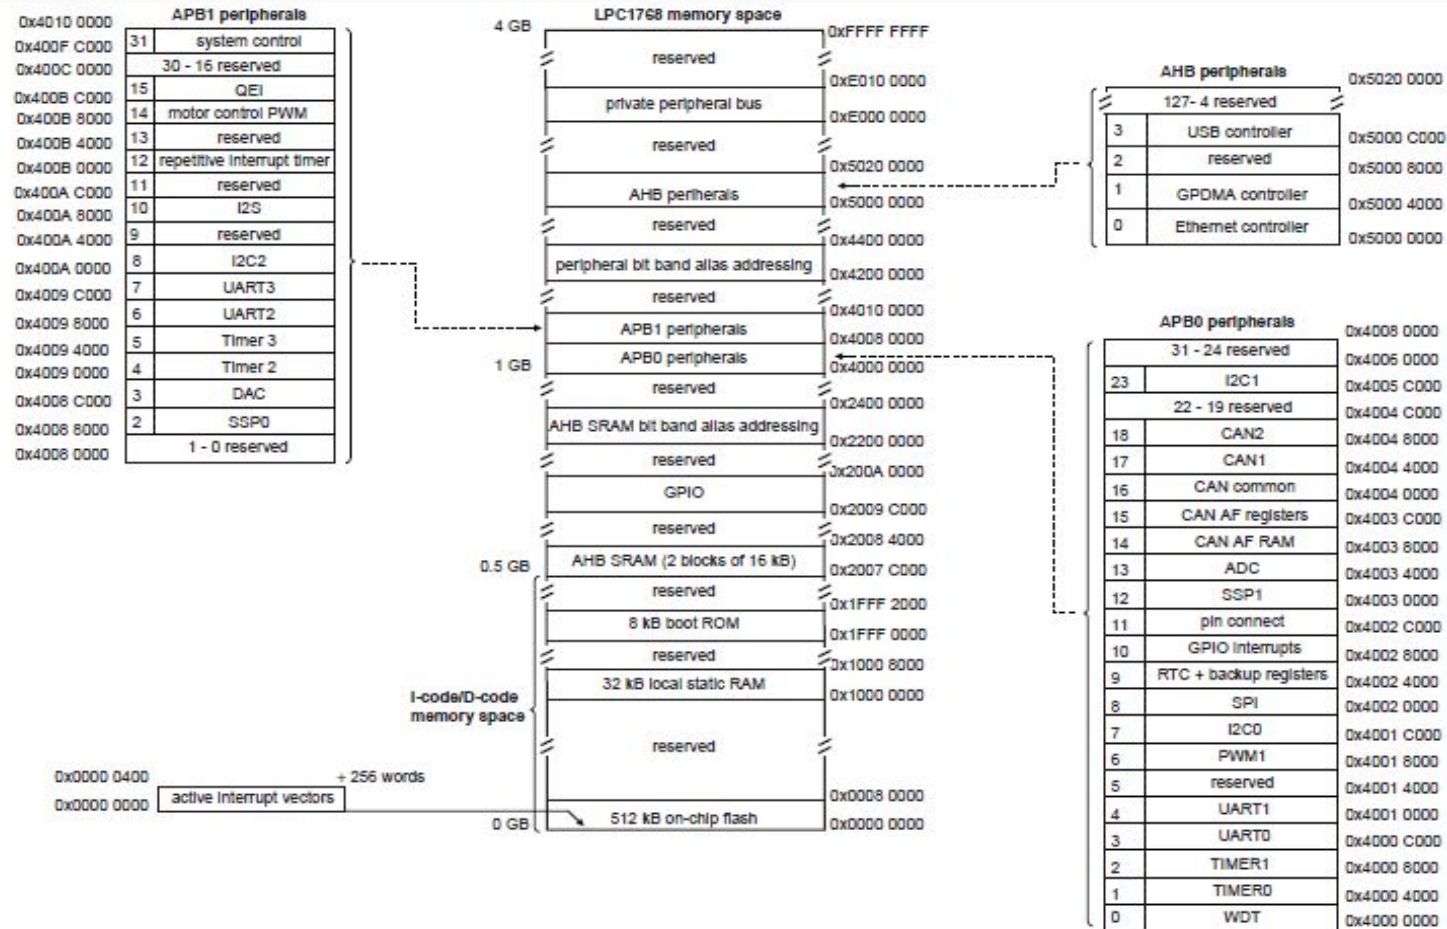 APB1 peripherals
0x4010 0000
31 system control
0x400F C000
30 - 16 reserved
0x400C 0000
15 QEI
0x400B C000
14 motor control PWM
0x400B 8000
13 reserved
0x400B 4000
12 repetitive interrupt timer
0x400B 0000
11 reserved
0x400A C000
10 I2S
0x400A 8000
9 reserved
0x400A 4000
8 I2C2
0x400A 0000
7 UART3
0x4009 C000
6 UART2
0x4009 8000
5 Timer 3
0x4009 4000
4 Timer 2
0x4009 0000
3 DAC
0x4008 C000
2 SSP0
0x4008 8000
1 - 0 reserved
0x4008 0000
LPC1768 memory space
4 GB
0xFFFF FFFF
reserved
0xE010 0000
private peripheral bus
0xE000 0000
reserved
0x5020 0000
AHB periherals
0x5000 0000
reserved
0x4400 0000
peripheral bit band alias addressing
0x4200 0000
reserved
0x4010 0000
APB1 peripherals
0x4008 0000
APB0 peripherals
1 GB
0x4000 0000
reserved
0x2400 0000
AHB SRAM bit band alias addressing
0x2200 0000
reserved
0x200A 0000
GPIO
0x2009 C000
reserved
0x2008 4000
AHB SRAM (2 blocks of 16 kB)
0.5 GB
0x2007 C000
reserved
0x1FFF 2000
8 kB boot ROM
0x1FFF 0000
reserved
0x1000 8000
32 kB local static RAM
0x1000 0000
I-code/D-code
memory space
reserved
0x0008 0000
512 kB on-chip flash
0 GB
0x0000 0000
0x0000 0400
+ 256 words
active interrupt vectors
0x0000 0000
AHB peripherals
0x5020 0000
127- 4 reserved
3 USB controller
0x5000 C000
2 reserved
0x5000 8000
1 GPDMA controller
0x5000 4000
0 Ethernet controller
0x5000 0000
APB0 peripherals
0x4008 0000
31 - 24 reserved
0x4006 0000
23 I2C1
0x4005 C000
22 - 19 reserved
0x4004 C000
18 CAN2
0x4004 8000
17 CAN1
0x4004 4000
16 CAN common
0x4004 0000
15 CAN AF registers
0x4003 C000
14 CAN AF RAM
0x4003 8000
13 ADC
0x4003 4000
12 SSP1
0x4003 0000
11 pin connect
0x4002 C000
10 GPIO interrupts
0x4002 8000
9 RTC + backup registers
0x4002 4000
8 SPI
0x4002 0000
7 I2C0
0x4001 C000
6 PWM1
0x4001 8000
5 reserved
0x4001 4000
4 UART1
0x4001 0000
3 UART0
0x4000 C000
2 TIMER1
0x4000 8000
1 TIMER0
0x4000 4000
0 WDT
0x4000 0000